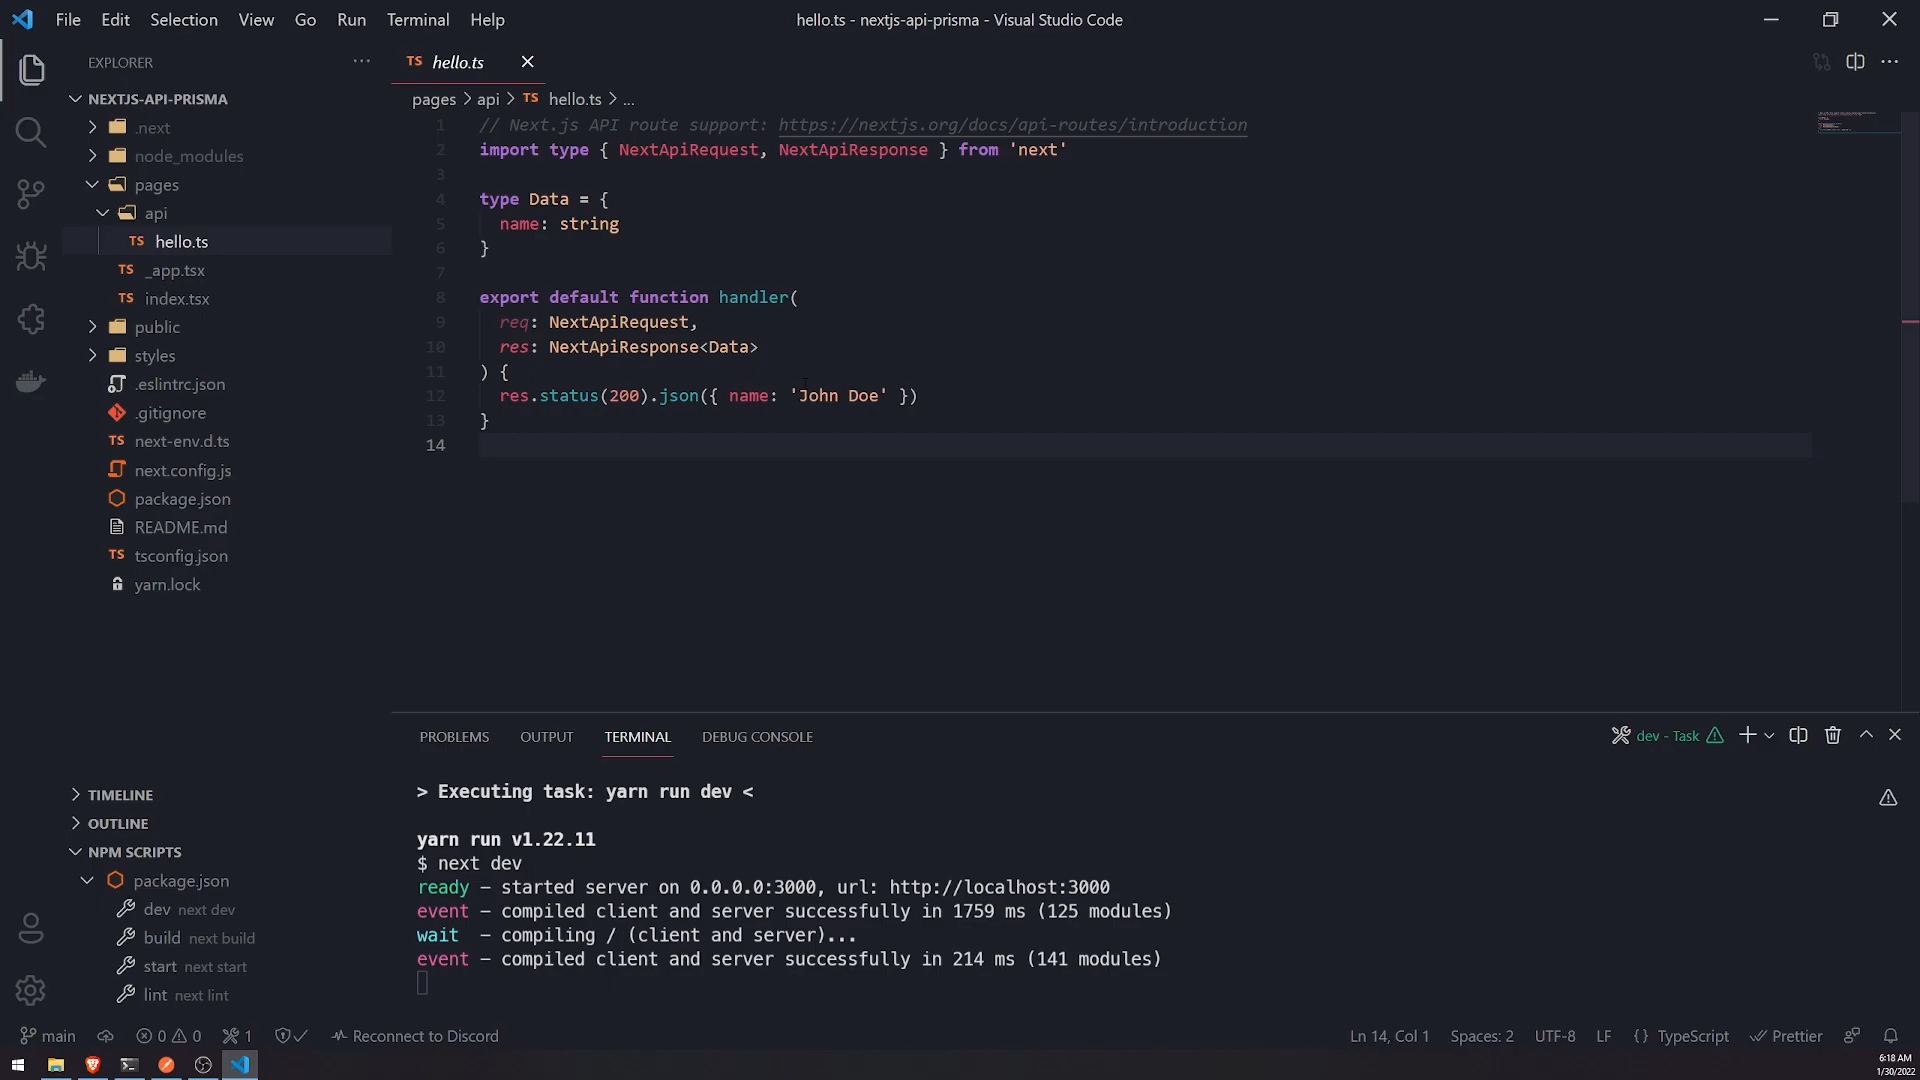 File Edit Selection View Go Run Terminal Help
hello.ts - nextjs-api-prisma - Visual Studio Code
EXPLORER
NEXTJS-API-PRISMA
.next
node_modules
pages
api
TS hello.ts
TS _app.tsx
TS index.tsx
public
styles
.eslintrc.json
.gitignore
TS next-env.d.ts
next.config.js
package.json
README.md
TS tsconfig.json
yarn.lock
TIMELINE
OUTLINE
NPM SCRIPTS
package.json
dev next dev
build next build
start next start
lint next lint
TS hello.ts
pages > api > TS hello.ts > ...
1 // Next.js API route support: https://nextjs.org/docs/api-routes/introduction
2 import type { NextApiRequest, NextApiResponse } from 'next'
3
4 type Data = {
5 name: string
6 }
7
8 export default function handler(
9 req: NextApiRequest,
10 res: NextApiResponse<Data>
11 ) {
12 res.status(200).json({ name: 'John Doe' })
13 }
14
PROBLEMS OUTPUT TERMINAL DEBUG CONSOLE
dev - Task
> Executing task: yarn run dev <
yarn run v1.22.11
$ next dev
ready - started server on 0.0.0.0:3000, url: http://localhost:3000
event - compiled client and server successfully in 1759 ms (125 modules)
wait - compiling / (client and server)...
event - compiled client and server successfully in 214 ms (141 modules)
main 0 0 1 Reconnect to Discord
Ln 14, Col 1 Spaces: 2 UTF-8 LF {} TypeScript Prettier
6:18 AM
1/30/2022